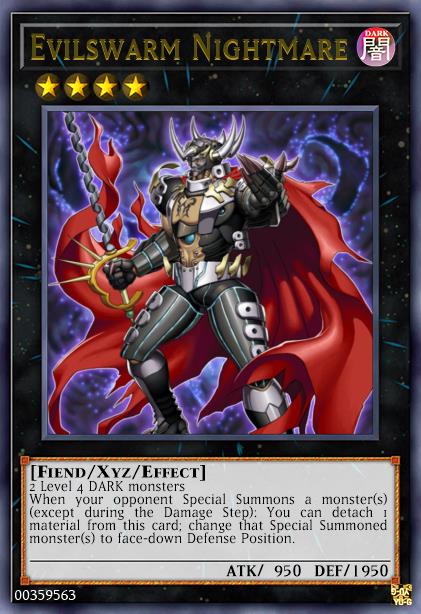 Evilswarm Nightmare
DARK
闇
[Fiend/Xyz/Effect]
2 Level 4 DARK monsters
When your opponent Special Summons a monster(s)
(except during the Damage Step): You can detach 1
material from this card; change that Special Summoned
monster(s) to face-down Defense Position.
ATK/ 950 DEF/1950
00359563